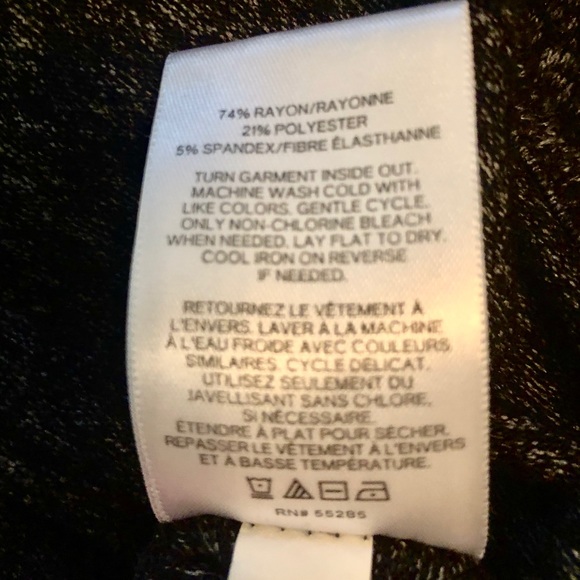 74% RAYON/RAYONNE
21% POLYESTER
5% SPANDEX/FIBRE ÉLASTHANNE
TURN GARMENT INSIDE OUT.
MACHINE WASH COLD WITH
LIKE COLORS. GENTLE CYCLE.
ONLY NON-CHLORINE BLEACH
WHEN NEEDED. LAY FLAT TO DRY.
COOL IRON ON REVERSE
IF NEEDED.
RETOURNEZ LE VÊTEMENT À
L'ENVERS. LAVER À LA MACHINE
À L'EAU FROIDE AVEC COULEURS
SIMILAIRES. CYCLE DÉLICAT.
UTILISEZ SEULEMENT DU
JAVELLISANT SANS CHLORE,
SI NÉCESSAIRE.
ÉTENDRE À PLAT POUR SÉCHER.
REPASSER LE VÊTEMENT À L'ENVERS
ET À BASSE TEMPÉRATURE.
RN# 55285